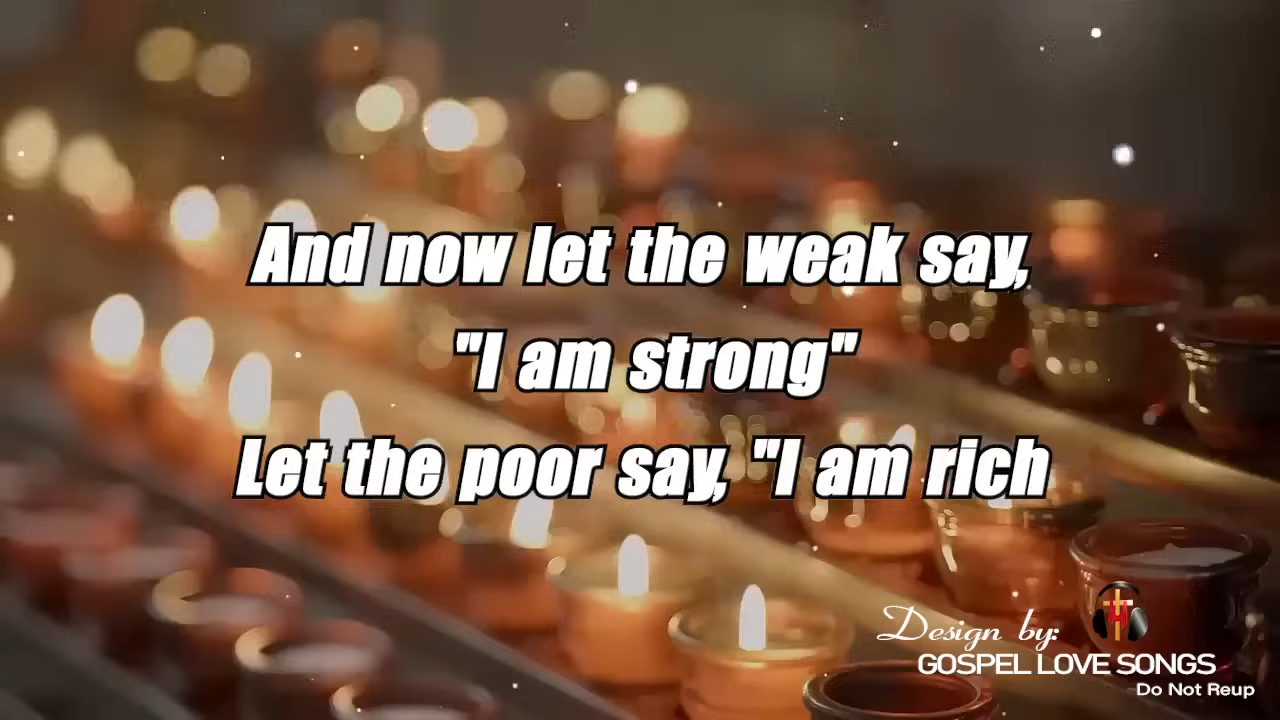 And now let the weak say,
"I am strong"
Let the poor say, "I am rich
Design by:
GOSPEL LOVE SONGS
Do Not Reup